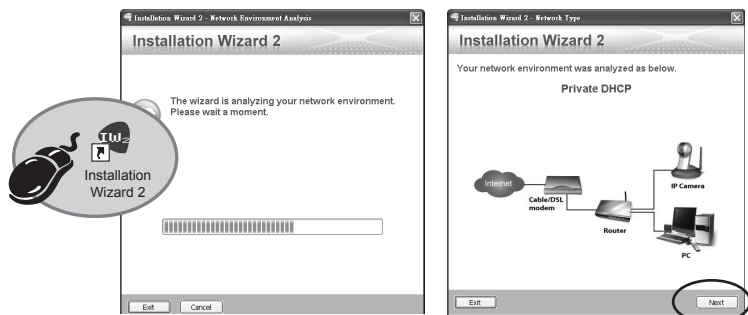 Installation Wizard 2 - Network Environment Analysis
Installation Wizard 2
The wizard is analyzing your network environment.
Please wait a moment.
IW2
Installation
Wizard 2
Exit
Cancel
Installation Wizard 2 - Network Type
Installation Wizard 2
Your network environment was analyzed as below.
Private DHCP
Internet
Cable/DSL
modem
Router
IP Camera
PC
Exit
Next